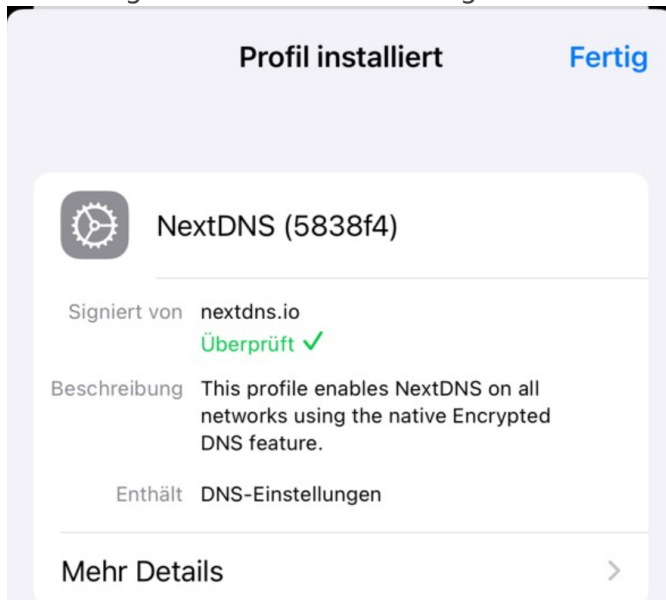 Profil installiert
Fertig
NextDNS (5838f4)
Signiert von nextdns.io
Überprüft ✓
Beschreibung This profile enables NextDNS on all
networks using the native Encrypted
DNS feature.
Enthält DNS-Einstellungen
Mehr Details